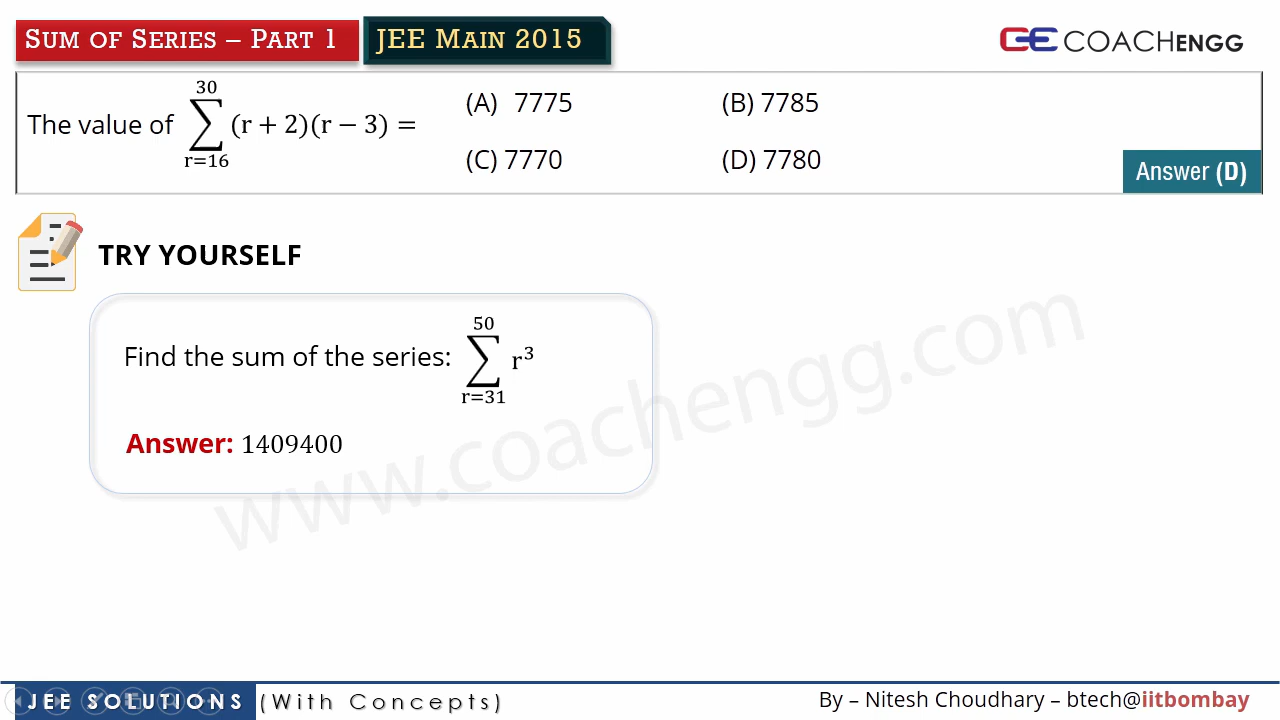 SUM OF SERIES – PART 1
JEE MAIN 2015
CE COACHENGG
The value of ∑_{r=16}^{30} (r + 2)(r − 3) =
(A) 7775
(B) 7785
(C) 7770
(D) 7780
Answer (D)
TRY YOURSELF
Find the sum of the series: ∑_{r=31}^{50} r³
Answer: 1409400
www.coachengg.com
JEE SOLUTIONS (With Concepts)
By – Nitesh Choudhary – btech@iitbombay